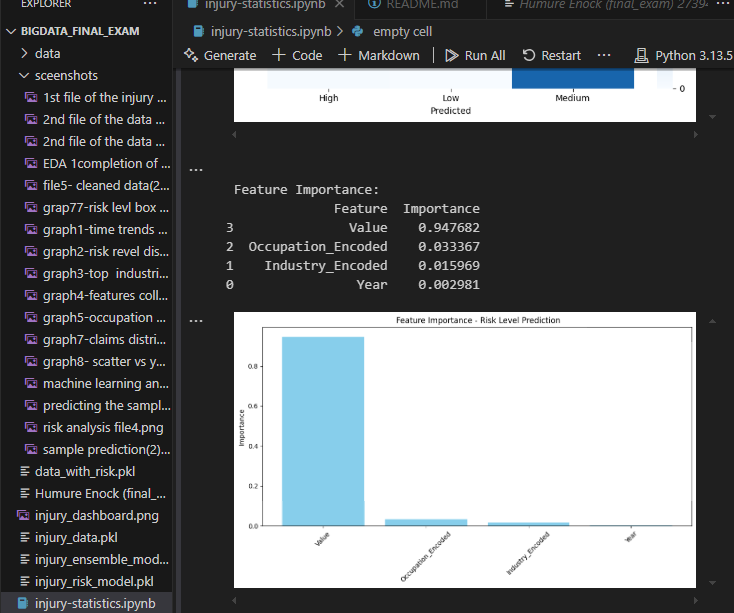 EXPLORER
BIGDATA_FINAL_EXAM
data
sceenshots
1st file of the injury ...
2nd file of the data ...
2nd file of the data ...
EDA 1completion of ...
file5- cleaned data(2...
grap77-risk levl box ...
graph1-time trends ...
graph2-risk revel dis...
graph3-top industri...
graph4-features coll...
graph5-occupation ...
graph7-claims distri...
graph8- scatter vs y...
machine learning an...
predicting the sampl...
risk analysis file4.png
sample prediction(2)...
data_with_risk.pkl
Humure Enock (final_...
injury_dashboard.png
injury_data.pkl
injury_ensemble_mod...
injury_risk_model.pkl
injury-statistics.ipynb
injury-statistics.ipynb
README.md
Humure Enock (final_exam) 2739
injury-statistics.ipynb > empty cell
Generate + Code + Markdown | Run All Restart ... Python 3.13.5
0
High Low Medium
Predicted
...
Feature Importance:
Feature Importance
3 Value 0.947682
2 Occupation_Encoded 0.033367
1 Industry_Encoded 0.015969
0 Year 0.002981
...
Feature Importance - Risk Level Prediction
Importance
0.8
0.6
0.4
0.2
0.0
Value
Occupation_Encoded
Industry_Encoded
Year